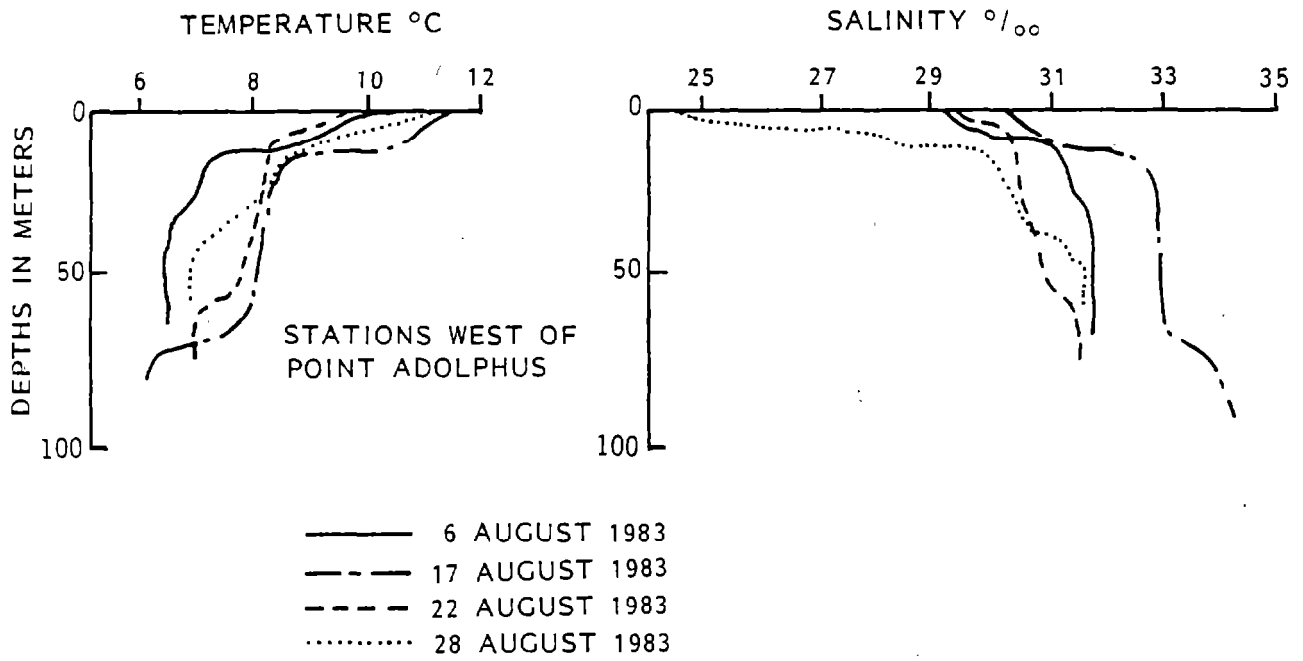 TEMPERATURE °C
6 8 10 12
0
50
100
DEPTHS IN METERS
STATIONS WEST OF
POINT ADOLPHUS
SALINITY °/oo
25 27 29 31 33 35
0
50
100
6 AUGUST 1983
17 AUGUST 1983
22 AUGUST 1983
28 AUGUST 1983